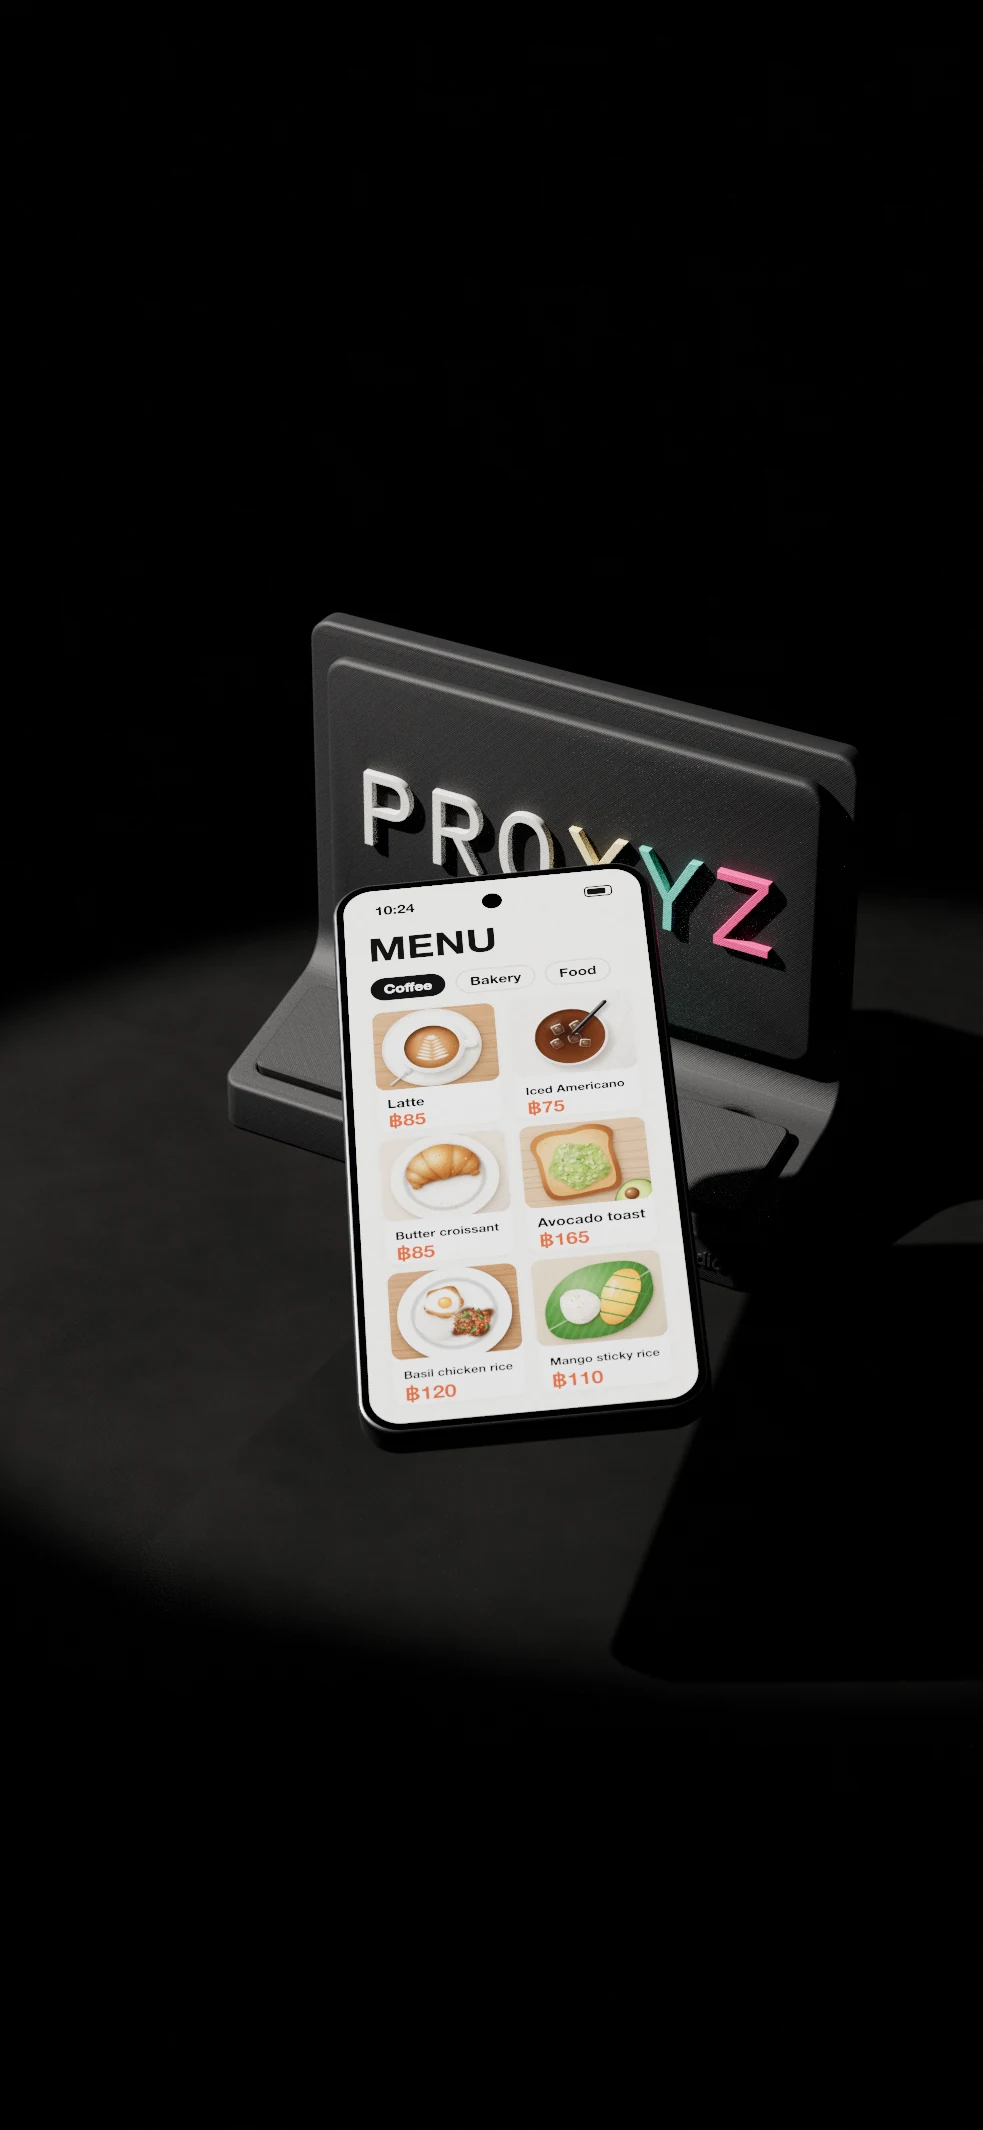 PROXYZ
10:24
MENU
Coffee Bakery Food
Latte
฿85
Iced Americano
฿75
Butter croissant
฿85
Avocado toast
฿165
Basil chicken rice
฿120
Mango sticky rice
฿110